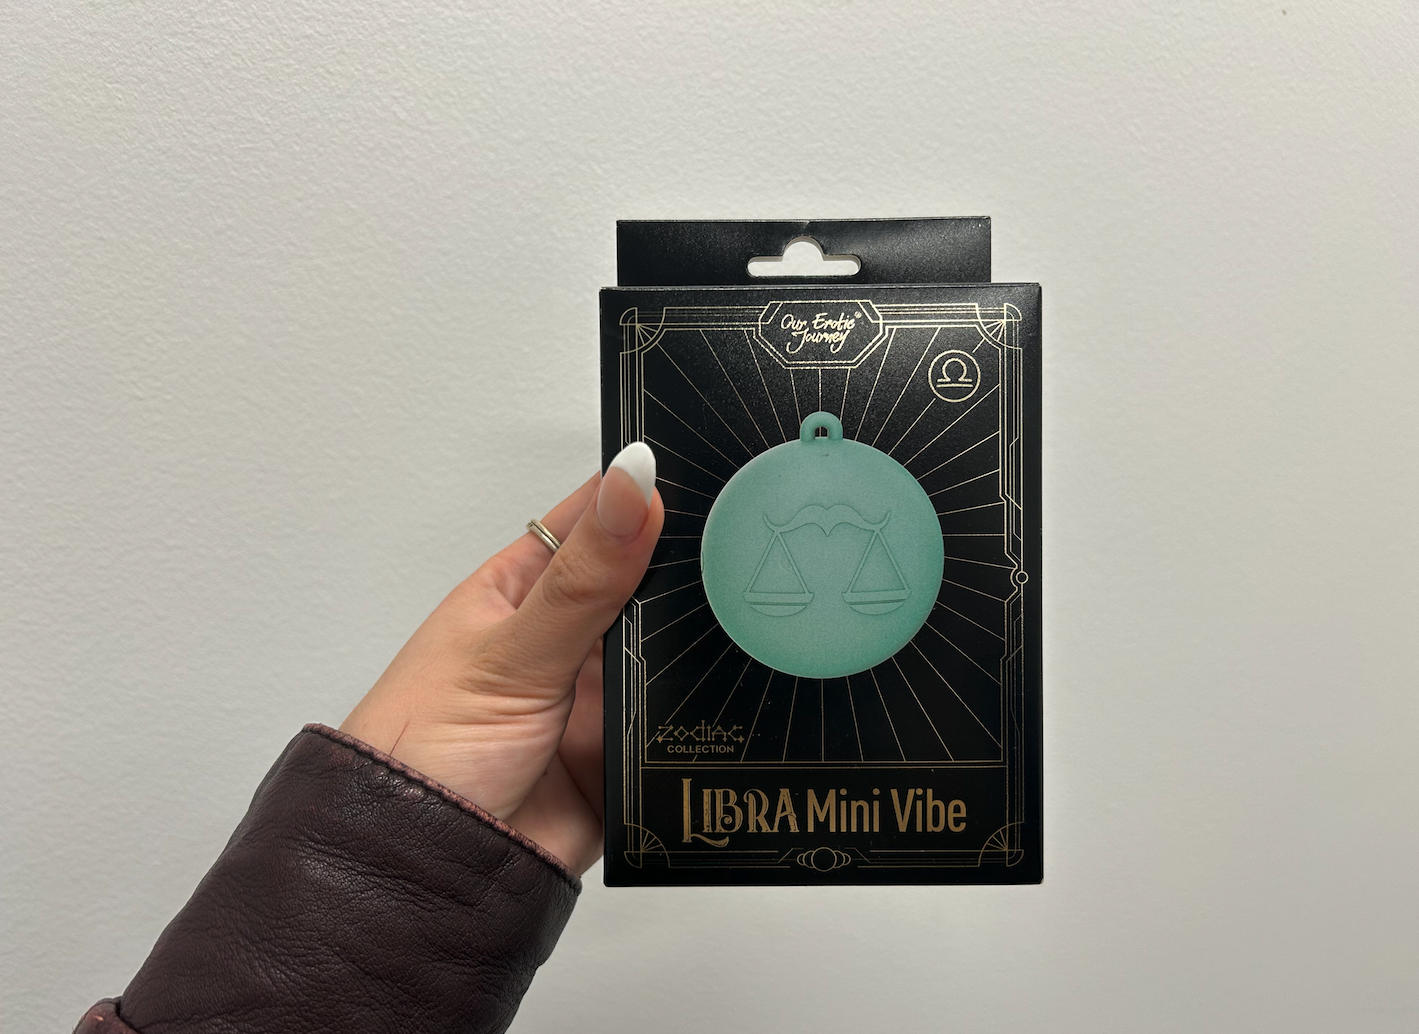 Our Erotic®
Journey
♎
zodiac
COLLECTION
LIBRA Mini Vibe